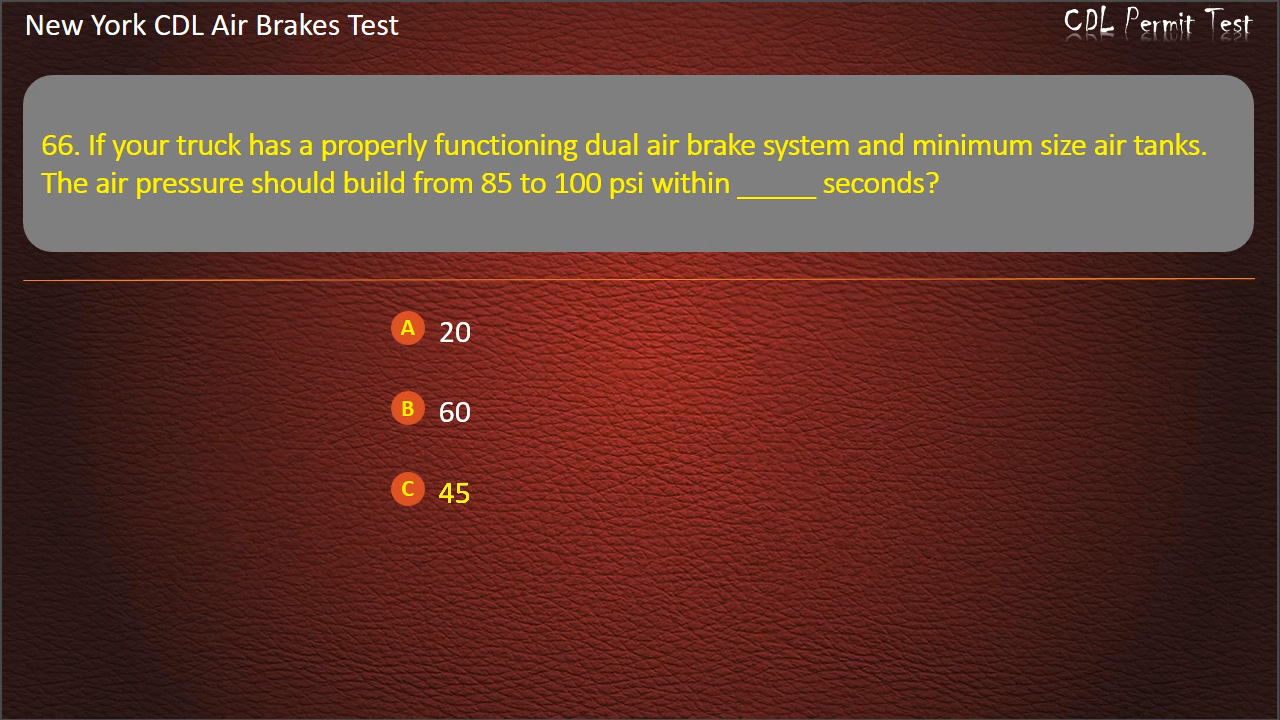 New York CDL Air Brakes Test
CDL Permit Test
66. If your truck has a properly functioning dual air brake system and minimum size air tanks.
The air pressure should build from 85 to 100 psi within _____ seconds?
A 20
B 60
C 45